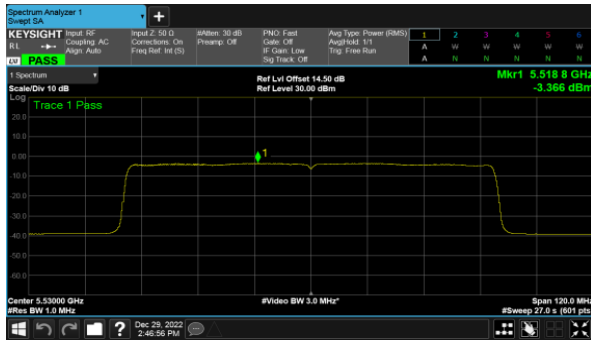 Spectrum Analyzer 1
Swept SA
+
KEYSIGHT Input: RF Input Z: 50 Ω #Atten: 30 dB PNO: Fast Avg Type: Power (RMS) 1 2 3 4 5 6
RL Coupling: AC Corrections: On Preamp: Off Gate: Off Avg|Hold: 1/1 A W W W W W
Align: Auto Freq Ref: Int (S) IF Gain: Low Trig: Free Run
LXI PASS Sig Track: Off A N N N N N
1 Spectrum Ref Lvl Offset 14.50 dB Mkr1 5.518 8 GHz
Scale/Div 10 dB Ref Level 30.00 dBm -3.366 dBm
Log
Trace 1 Pass
20.0
10.0
1
0.00
-10.0
-20.0
-30.0
-40.0
-50.0
-60.0
Center 5.53000 GHz #Video BW 3.0 MHz* Span 120.0 MHz
#Res BW 1.0 MHz #Sweep 27.0 s (601 pts)
? Dec 29, 2022
2:46:56 PM